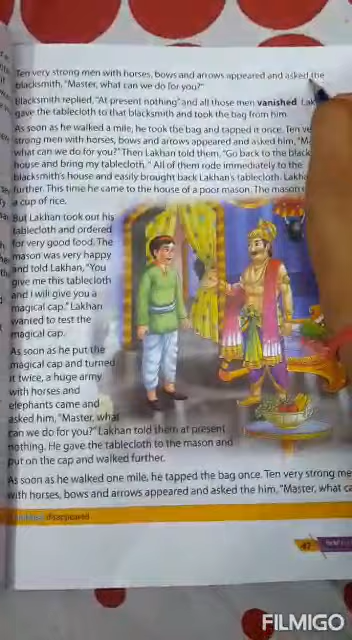 Ten very strong men with horses, bows and arrows appeared and asked the
blacksmith, "Master, what can we do for you?"
Blacksmith replied, "At present nothing" and all those men vanished.
gave the tablecloth to that blacksmith and took the bag from him.
As soon as he walked a mile, he took the bag and tapped it once. Ten
strong men with horses, bows and arrows appeared and asked him,
what can we do for you?" Then Lakhan told them, "Go back to the
house and bring my tablecloth." All of them rode immediately to the
blacksmith's house and easily brought back Lakhan's tablecloth.
further. This time he came to the house of a poor mason. The mason
a cup of rice.
But Lakhan took out his
tablecloth and ordered
for very good food. The
mason was very happy
and told Lakhan, "You
give me this tablecloth
and I will give you a
magical cap." Lakhan
wanted to test the
magical cap.
As soon as he put the
magical cap and turned
it twice, a huge army
with horses and
elephants came and
asked him, "Master, what
can we do for you?" Lakhan told them at present
nothing. He gave the tablecloth to the mason and
put on the cap and walked further.
As soon as he walked one mile, he tapped the bag once. Ten very strong
with horses, bows and arrows appeared and asked the him, "Master, what
disappeared
47
FILMIGO